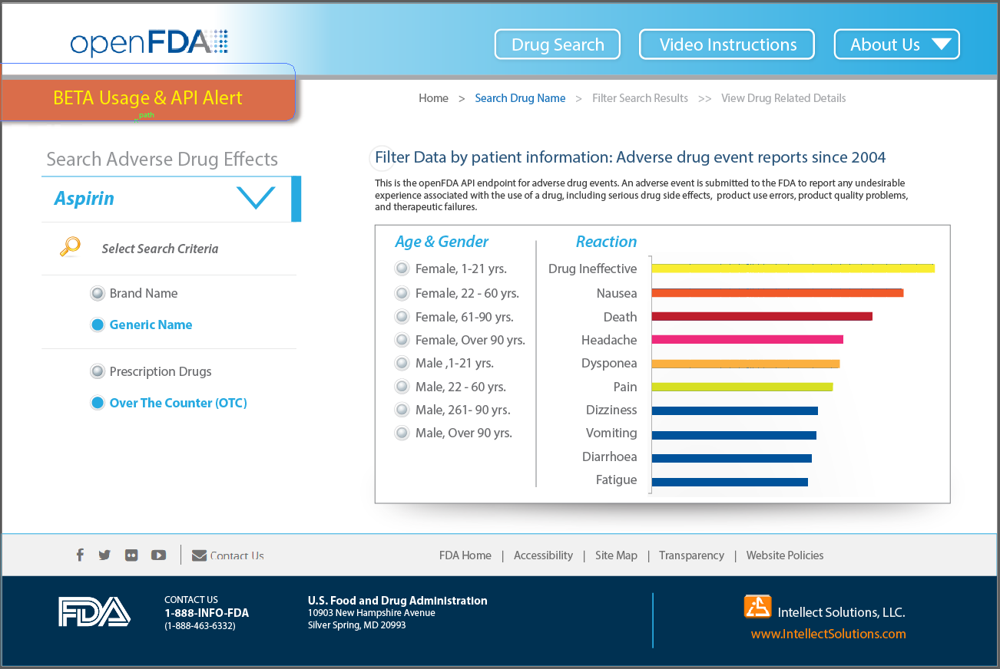 openFDA
Drug Search
Video Instructions
About Us
BETA Usage & API Alert
path
Home > Search Drug Name > Filter Search Results >> View Drug Related Details
Search Adverse Drug Effects
Aspirin
Select Search Criteria
Brand Name
Generic Name
Prescription Drugs
Over The Counter (OTC)
Filter Data by patient information: Adverse drug event reports since 2004
This is the openFDA API endpoint for adverse drug events. An adverse event is submitted to the FDA to report any undesirable
experience associated with the use of a drug, including serious drug side effects, product use errors, product quality problems,
and therapeutic failures.
Age & Gender
Female, 1-21 yrs.
Female, 22 - 60 yrs.
Female, 61-90 yrs.
Female, Over 90 yrs.
Male ,1-21 yrs.
Male, 22 - 60 yrs.
Male, 261- 90 yrs.
Male, Over 90 yrs.
Reaction
Drug Ineffective
Nausea
Death
Headache
Dysponea
Pain
Dizziness
Vomiting
Diarrhoea
Fatigue
Contact Us
FDA Home | Accessibility | Site Map | Transparency | Website Policies
FDA
CONTACT US
1-888-INFO-FDA
(1-888-463-6332)
U.S. Food and Drug Administration
10903 New Hampshire Avenue
Silver Spring, MD 20993
Intellect Solutions, LLC.
www.IntellectSolutions.com